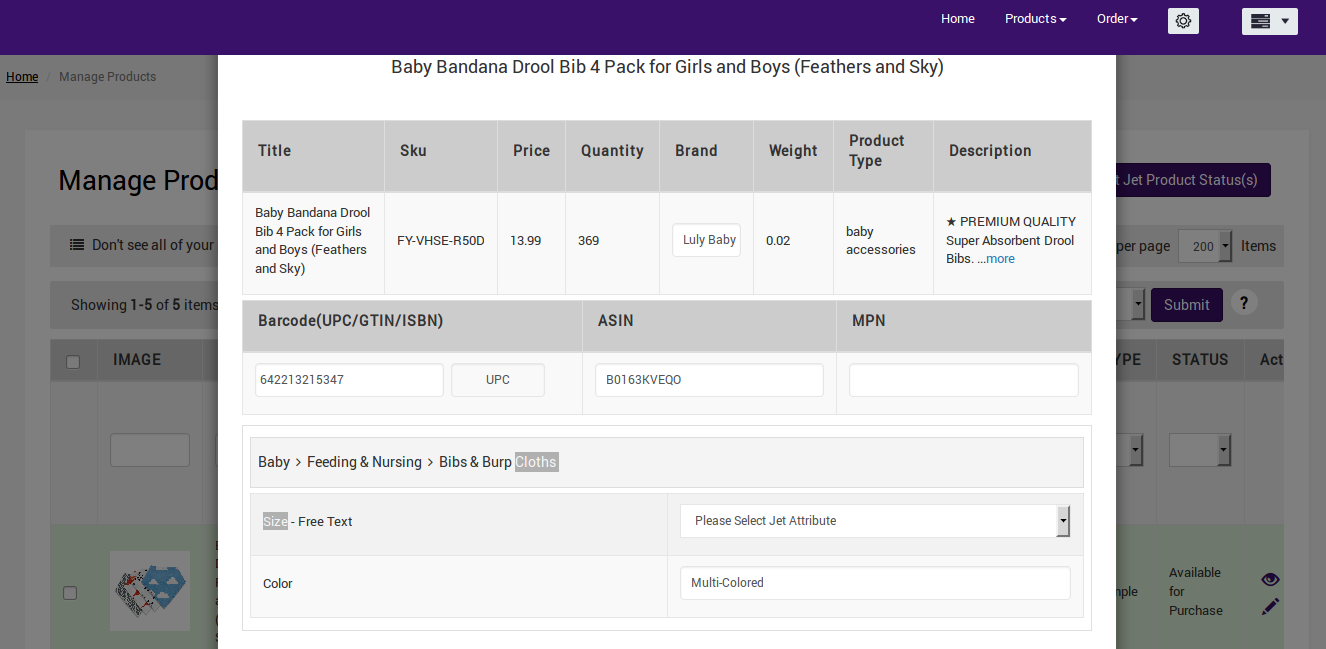 Home Products Order
Home / Manage Products
Baby Bandana Drool Bib 4 Pack for Girls and Boys (Feathers and Sky)
Manage Prod
t Jet Product Status(s)
Title Sku Price Quantity Brand Weight Product Type Description
Baby Bandana Drool
Bib 4 Pack for Girls
and Boys (Feathers
and Sky)
FY-VHSE-R50D
13.99
369
Luly Baby
0.02
baby
accessories
★ PREMIUM QUALITY
Super Absorbent Drool
Bibs. ...more
Don't see all of your
per page 200 Items
Showing 1-5 of 5 items
Submit ?
Barcode(UPC/GTIN/ISBN) ASIN MPN
642213215347 UPC B0163KVEQO
IMAGE
YPE STATUS Act
Baby > Feeding & Nursing > Bibs & Burp Cloths
Size - Free Text Please Select Jet Attribute
Color Multi-Colored
nple
Available
for
Purchase